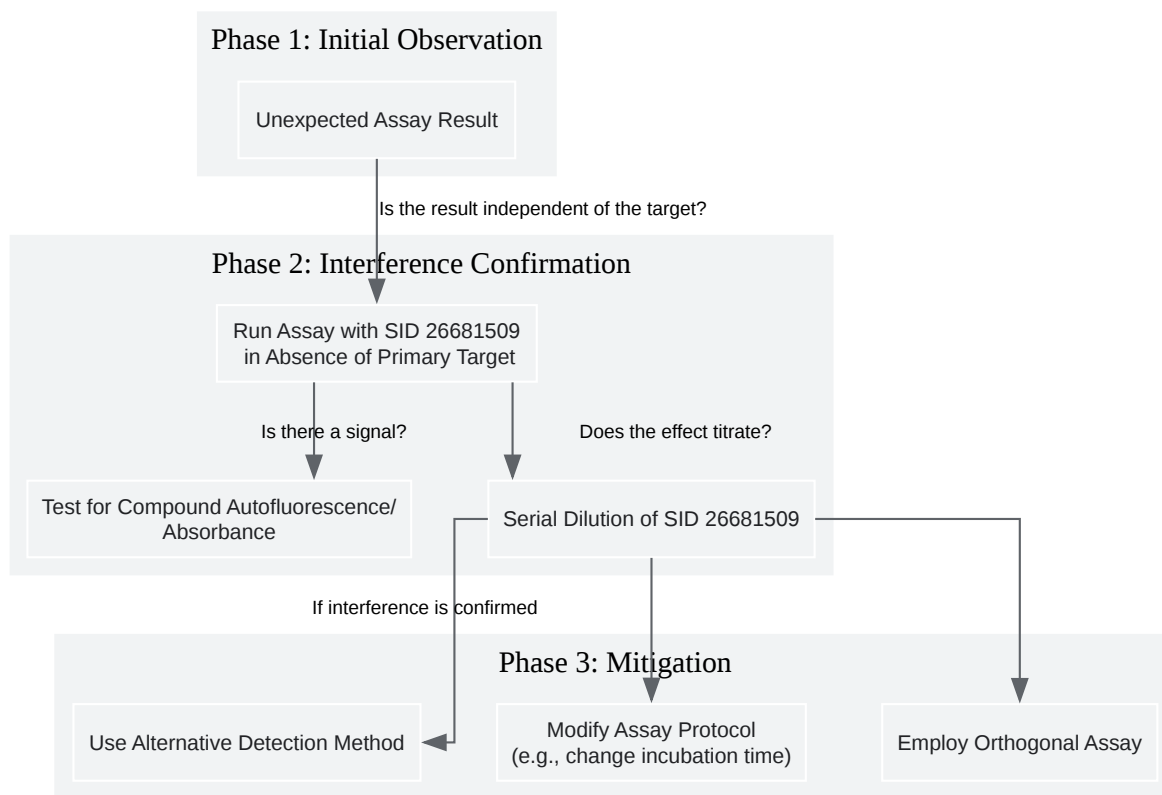 Phase 1: Initial Observation
Unexpected Assay Result
Is the result independent of the target?
Phase 2: Interference Confirmation
Run Assay with SID 26681509
in Absence of Primary Target
Is there a signal?
Does the effect titrate?
Test for Compound Autofluorescence/
Absorbance
Serial Dilution of SID 26681509
If interference is confirmed
Phase 3: Mitigation
Use Alternative Detection Method
Modify Assay Protocol
(e.g., change incubation time)
Employ Orthogonal Assay